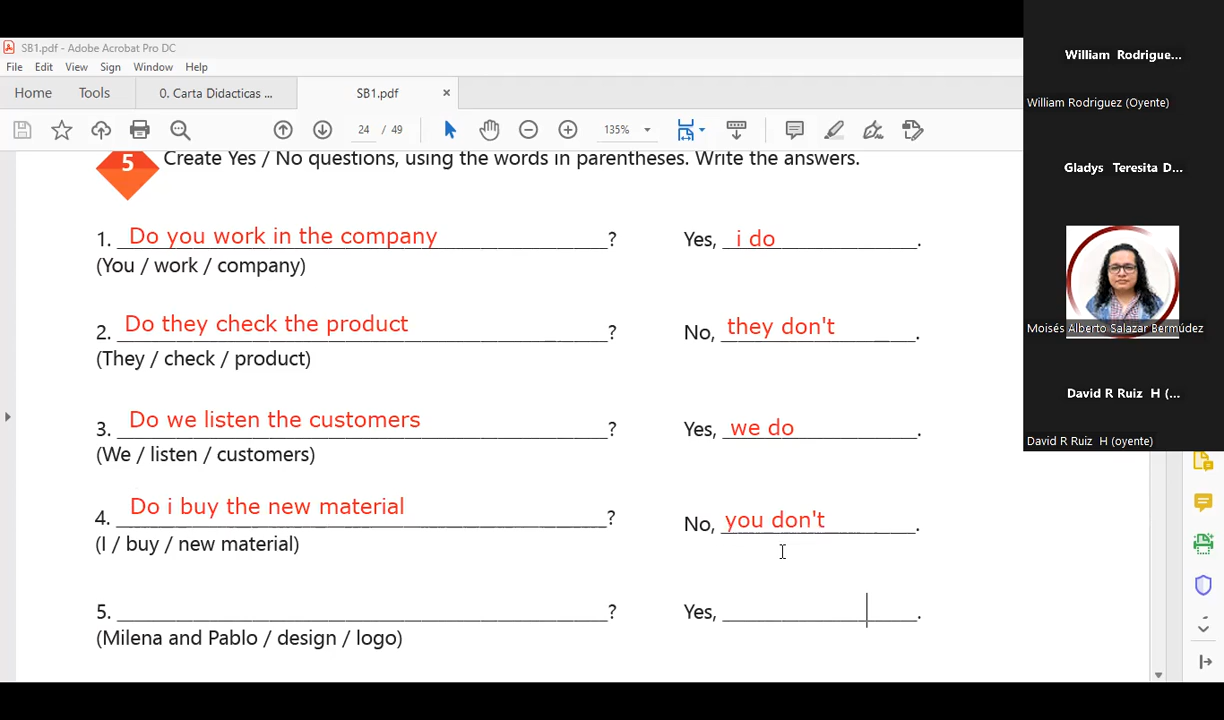 SB1.pdf - Adobe Acrobat Pro DC
File Edit View Sign Window Help
Home Tools 0. Carta Didacticas ... SB1.pdf ×
24 / 49 135%
5 Create Yes / No questions, using the words in parentheses. Write the answers.
1. Do you work in the company? Yes, i do.
(You / work / company)
2. Do they check the product? No, they don't.
(They / check / product)
3. Do we listen the customers? Yes, we do.
(We / listen / customers)
4. Do i buy the new material? No, you don't.
(I / buy / new material)
5. ? Yes, .
(Milena and Pablo / design / logo)
William Rodrigue...
William Rodriguez (Oyente)
Gladys Teresita D...
Moisés Alberto Salazar Bermúdez
David R Ruiz H (...
David R Ruiz H (oyente)